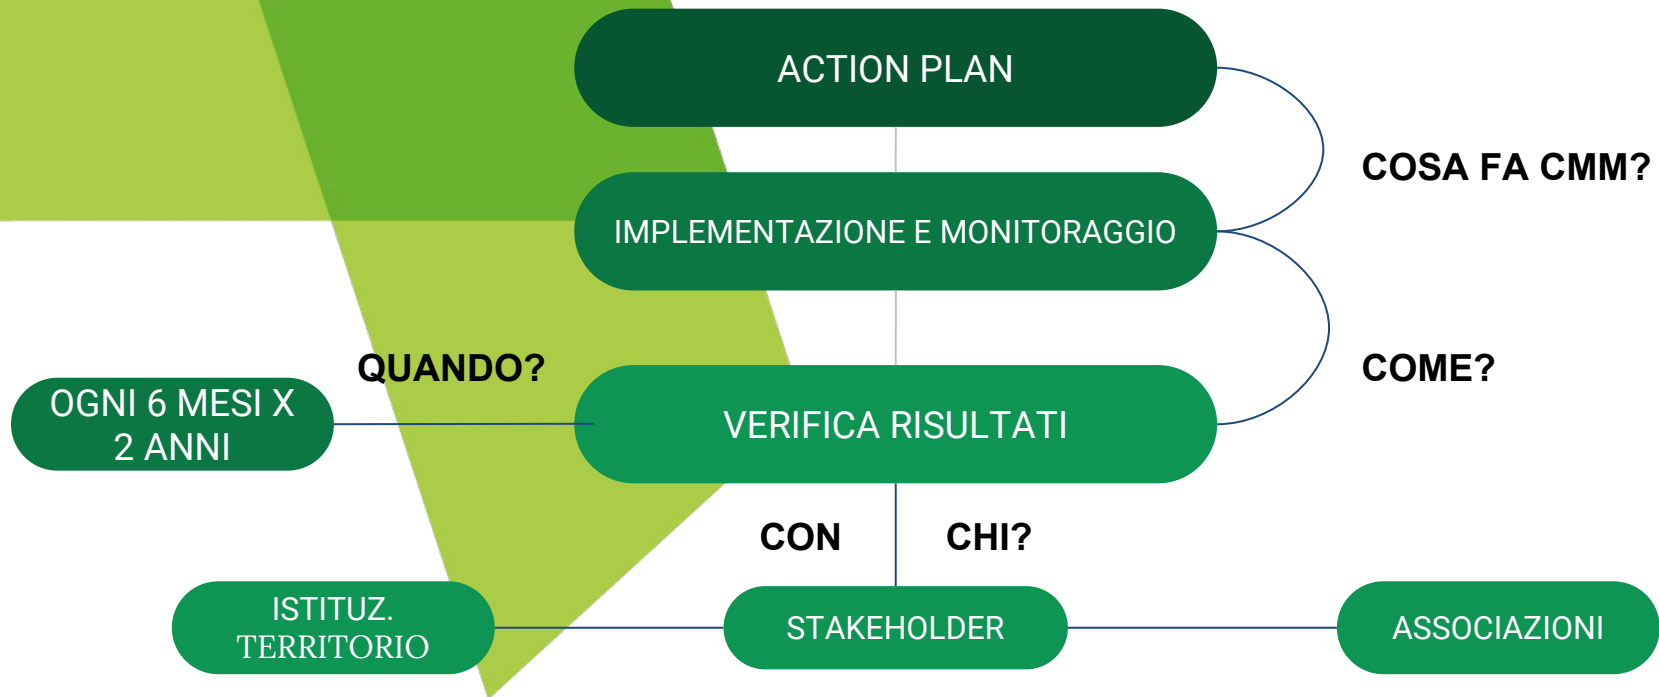 ACTION PLAN
COSA FA CMM?
IMPLEMENTAZIONE E MONITORAGGIO
QUANDO?
COME?
OGNI 6 MESI X
2 ANNI
VERIFICA RISULTATI
CON CHI?
ISTITUZ.
TERRITORIO
STAKEHOLDER
ASSOCIAZIONI